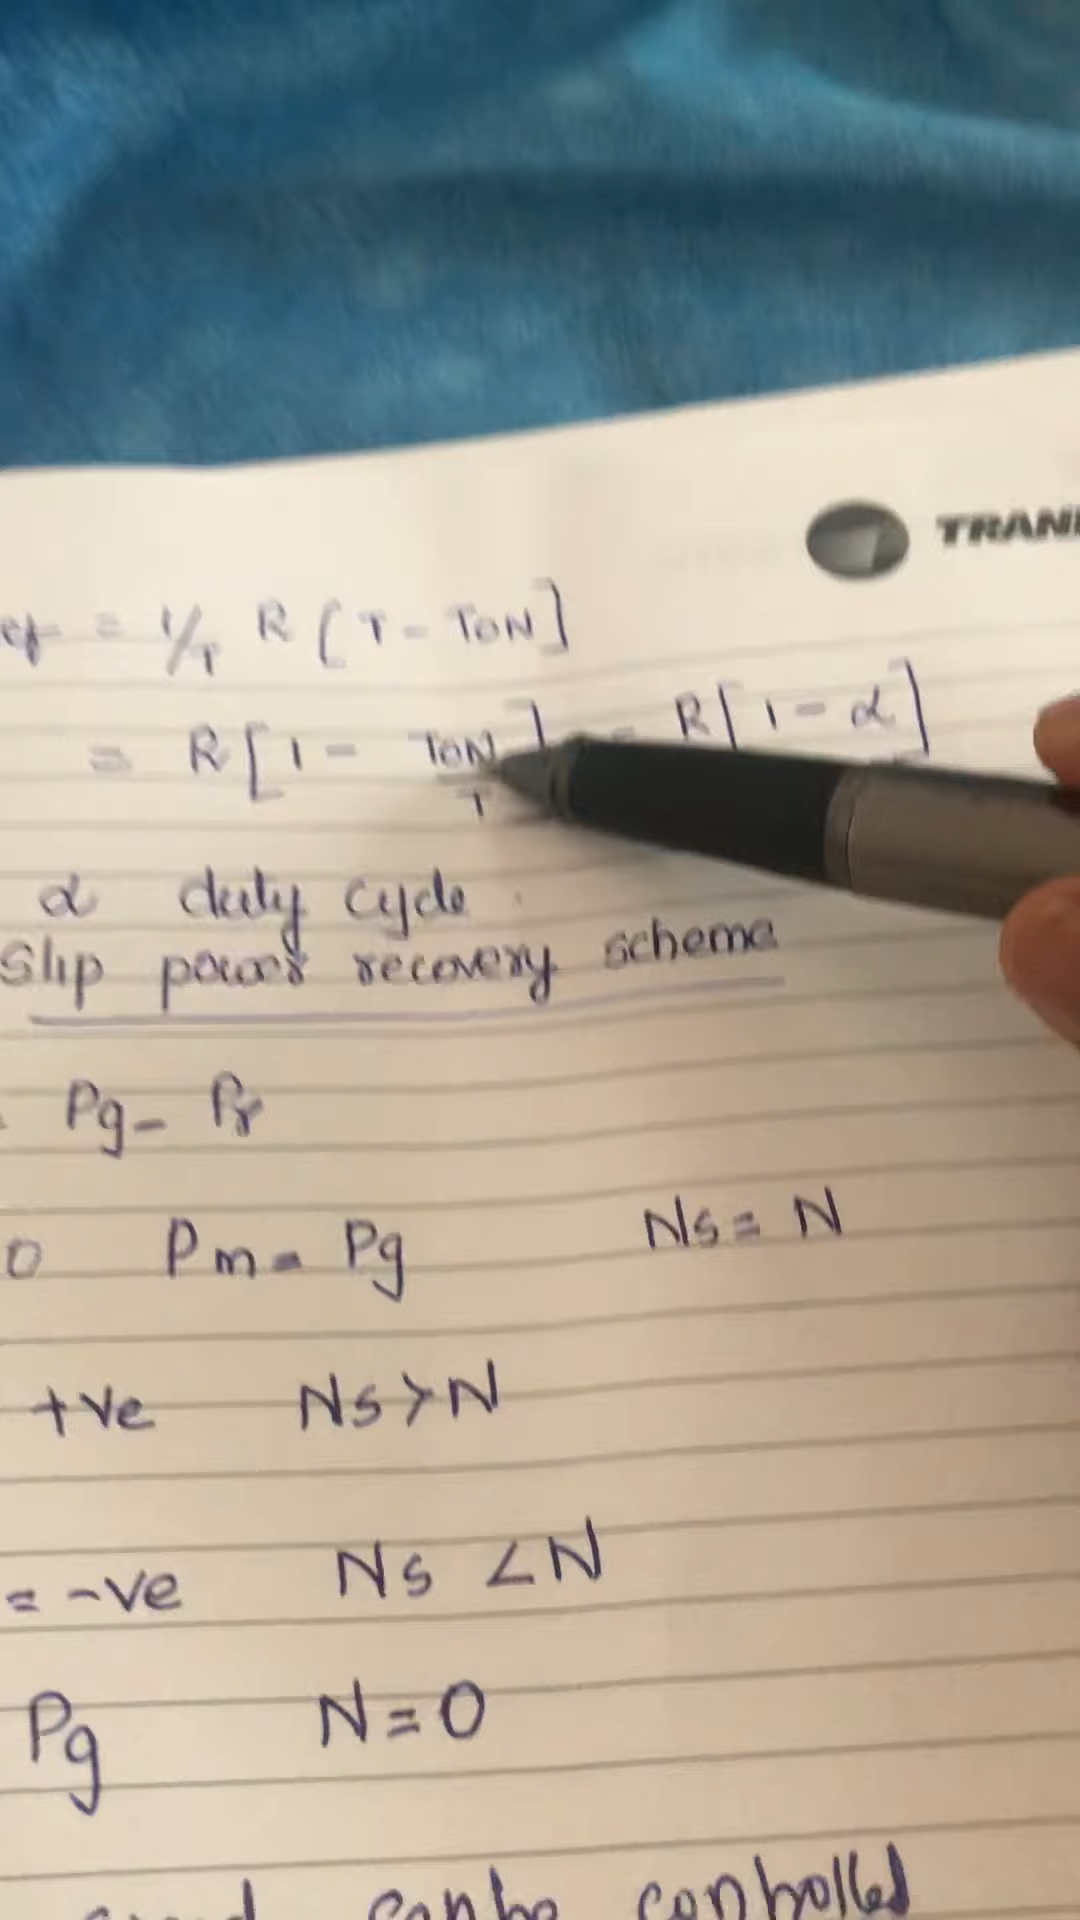 TRAN
ef = 1/T R [T - TON]
= R [1 - TON/T] = R [1 - α]
α duty cycle
Slip power recovery scheme
Pg - Pr
0 Pm = Pg Ns = N
+ve Ns > N
= -ve Ns < N
Pg N = 0
can be controlled